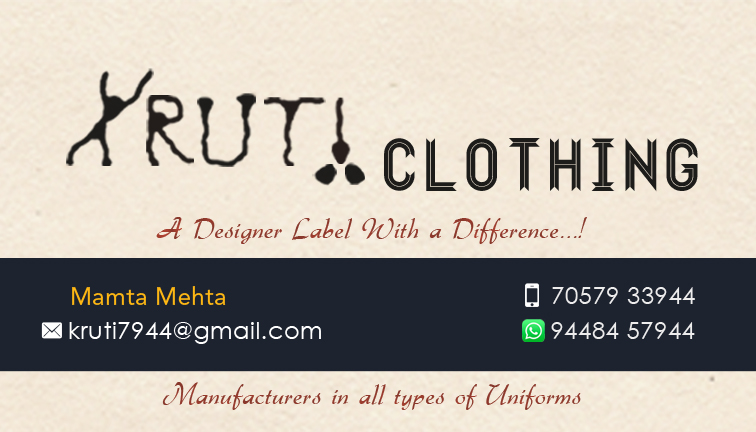 KRUTI CLOTHING
A Designer Label With a Difference...!
Mamta Mehta
kruti7944@gmail.com
70579 33944
94484 57944
Manufacturers in all types of Uniforms